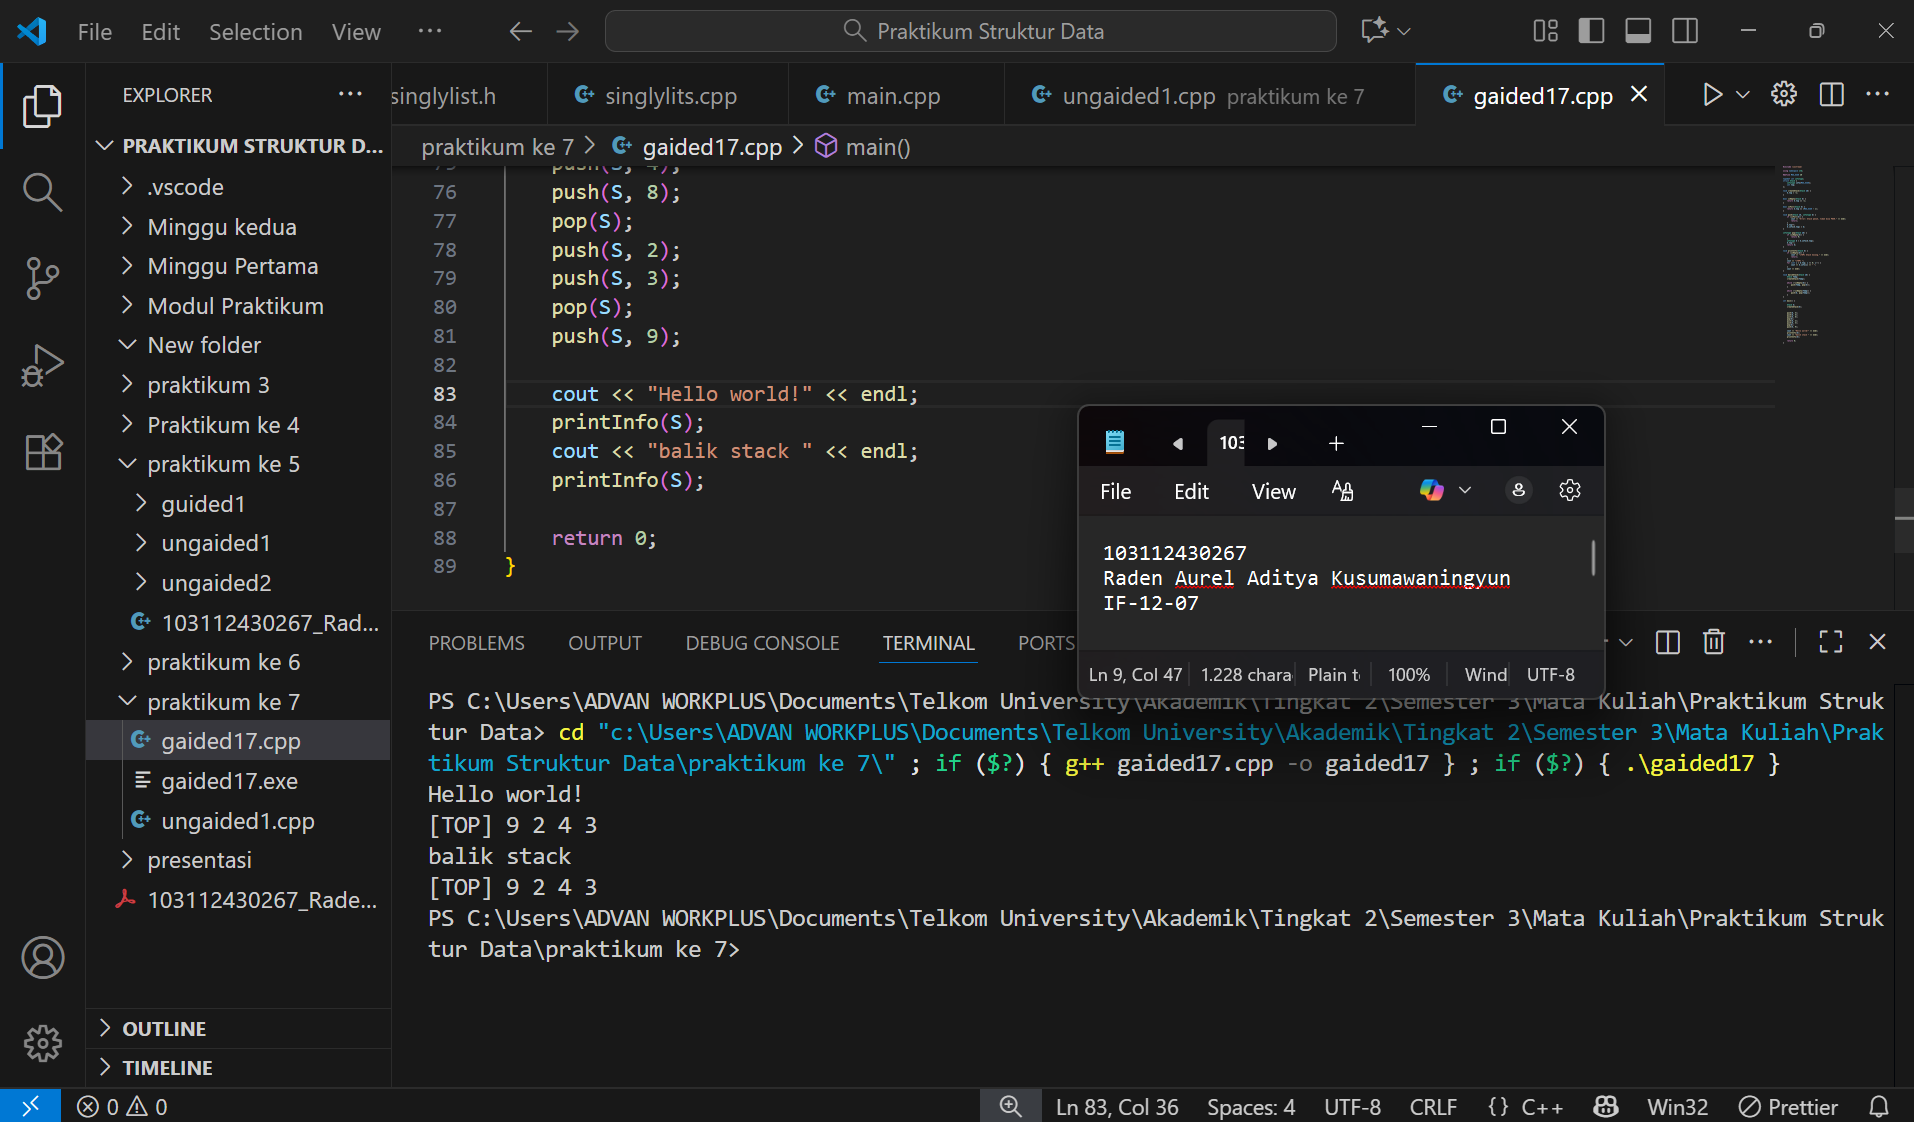 File Edit Selection View ···
Praktikum Struktur Data
EXPLORER
PRAKTIKUM STRUKTUR D...
.vscode
Minggu kedua
Minggu Pertama
Modul Praktikum
New folder
praktikum 3
Praktikum ke 4
praktikum ke 5
guided1
ungaided1
ungaided2
103112430267_Rad...
praktikum ke 6
praktikum ke 7
gaided17.cpp
gaided17.exe
ungaided1.cpp
presentasi
103112430267_Rade...
OUTLINE
TIMELINE
singlylist.h singlylits.cpp main.cpp ungaided1.cpp praktikum ke 7 gaided17.cpp
praktikum ke 7 > gaided17.cpp > main()
75 push(S, 4);
76 push(S, 8);
77 pop(S);
78 push(S, 2);
79 push(S, 3);
80 pop(S);
81 push(S, 9);
82
83 cout << "Hello world!" << endl;
84 printInfo(S);
85 cout << "balik stack " << endl;
86 printInfo(S);
87
88 return 0;
89 }
103
File Edit View
103112430267
Raden Aurel Aditya Kusumawaningyun
IF-12-07
Ln 9, Col 47 1.228 chara Plain t 100% Wind UTF-8
PROBLEMS OUTPUT DEBUG CONSOLE TERMINAL PORTS
PS C:\Users\ADVAN WORKPLUS\Documents\Telkom University\Akademik\Tingkat 2\Semester 3\Mata Kuliah\Praktikum Struk
tur Data> cd "c:\Users\ADVAN WORKPLUS\Documents\Telkom University\Akademik\Tingkat 2\Semester 3\Mata Kuliah\Prak
tikum Struktur Data\praktikum ke 7\" ; if ($?) { g++ gaided17.cpp -o gaided17 } ; if ($?) { .\gaided17 }
Hello world!
[TOP] 9 2 4 3
balik stack
[TOP] 9 2 4 3
PS C:\Users\ADVAN WORKPLUS\Documents\Telkom University\Akademik\Tingkat 2\Semester 3\Mata Kuliah\Praktikum Struk
tur Data\praktikum ke 7>
0 0 Ln 83, Col 36 Spaces: 4 UTF-8 CRLF {} C++ Win32 Prettier